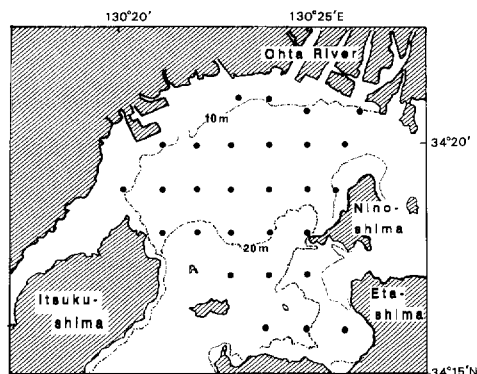 130°20′ 130°25′E
Ohta River
10m
34°20′
Nino-
shima
20m
Itsuku-
shima
Eta-
shima
34°15′N